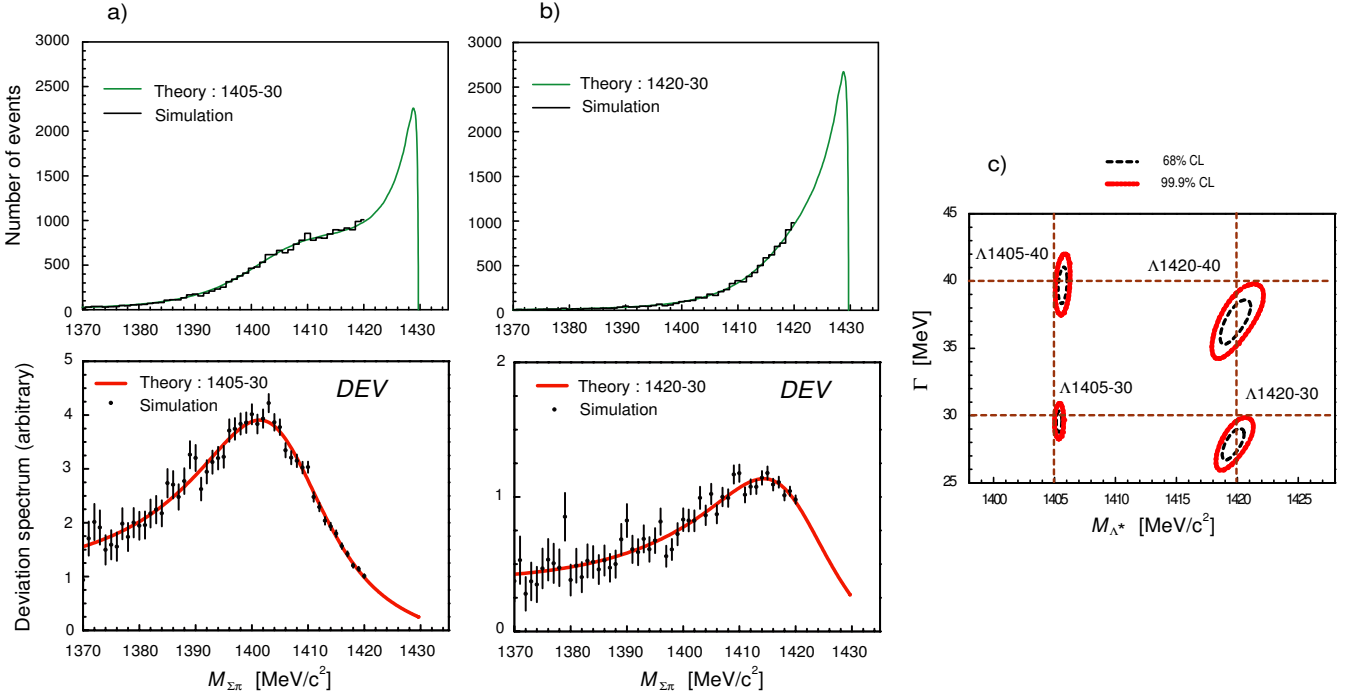 a)
3000
2500
2000
1500
1000
500
0
Number of events
Theory : 1405-30
Simulation
1370 1380 1390 1400 1410 1420 1430
b)
3000
2500
2000
1500
1000
500
0
Theory : 1420-30
Simulation
1370 1380 1390 1400 1410 1420 1430
5
4
3
2
1
0
Deviation spectrum (arbitrary)
Theory : 1405-30
Simulation
DEV
1370 1380 1390 1400 1410 1420 1430
M_Σπ [MeV/c²]
2
1
0
Theory : 1420-30
Simulation
DEV
1370 1380 1390 1400 1410 1420 1430
M_Σπ [MeV/c²]
c)
68% CL
99.9% CL
45
40
35
30
25
Γ [MeV]
Λ1405-40
Λ1420-40
Λ1405-30
Λ1420-30
1400 1405 1410 1415 1420 1425
M_Λ* [MeV/c²]